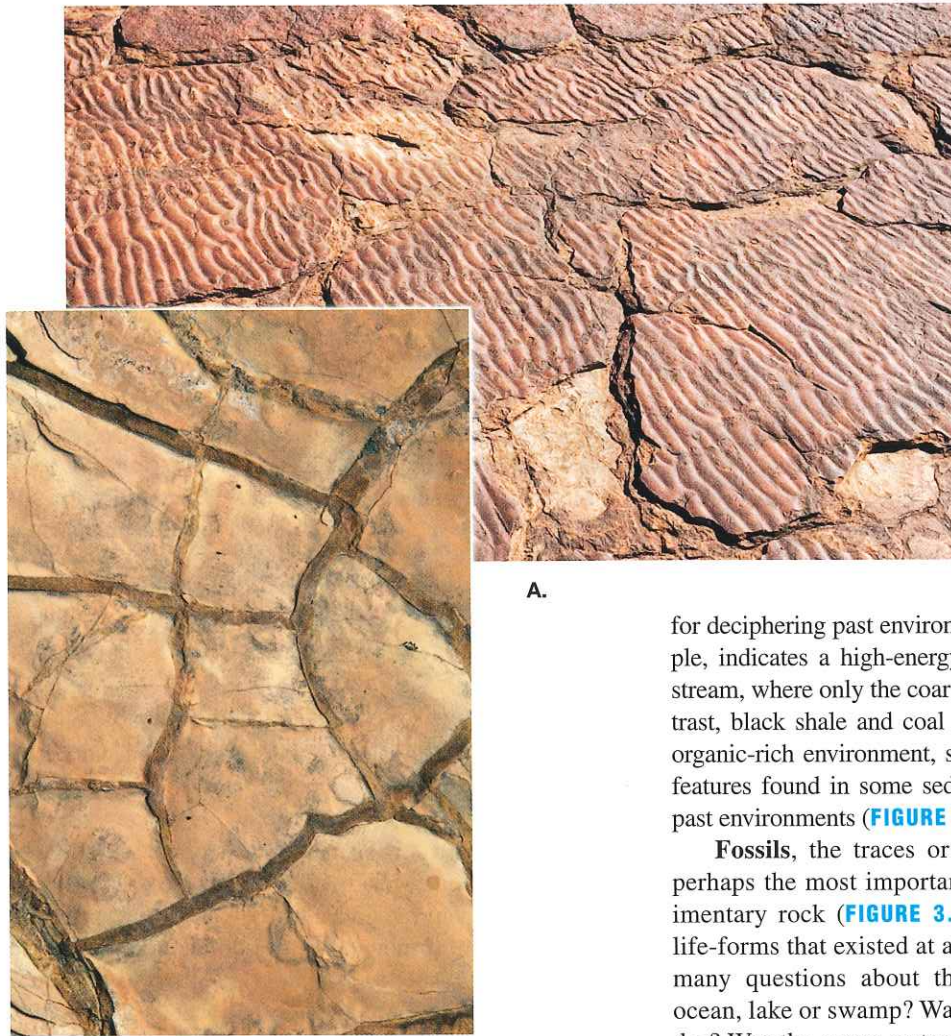 A.
for deciphering past environ
ple, indicates a high-energy
stream, where only the coar
trast, black shale and coal
organic-rich environment, s
features found in some sed
past environments (FIGURE
Fossils, the traces or
perhaps the most importan
imentary rock (FIGURE 3.
life-forms that existed at a
many questions about th
ocean, lake or swamp? Wa